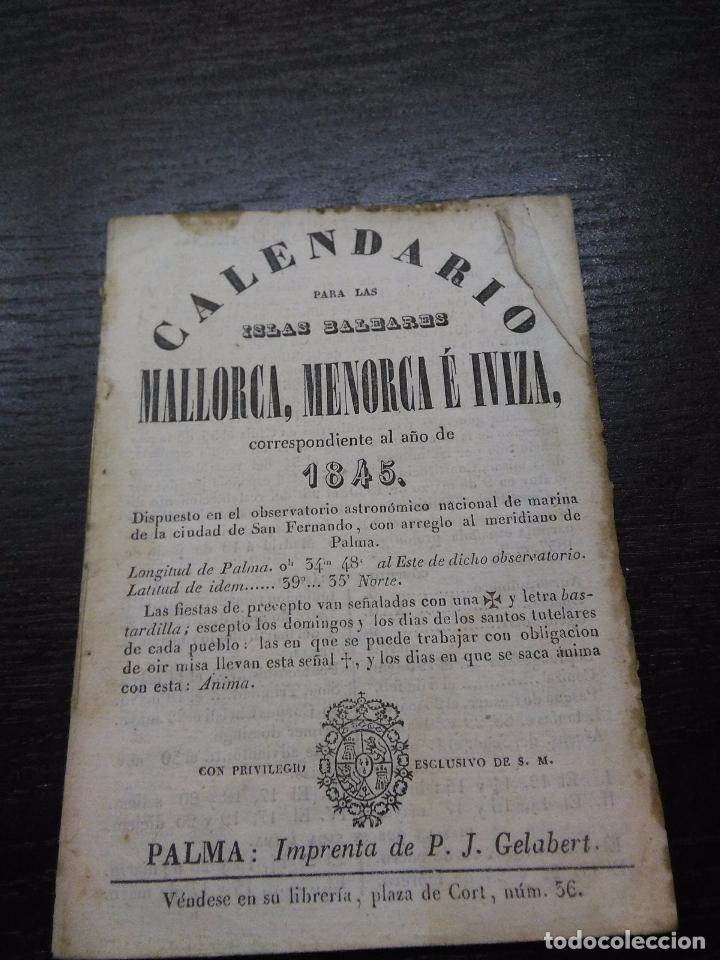 CALENDARIO
PARA LAS
ISLAS BALEARES
MALLORCA, MENORCA É IVIZA,
correspondiente al año de
1845.
Dispuesto en el observatorio astronómico nacional de marina
de la ciudad de San Fernando, con arreglo al meridiano de
Palma.
Longitud de Palma. 0h 34m 48s al Este de dicho observatorio.
Latitud de idem...... 39º... 35' Norte.
Las fiestas de precepto van señaladas con una ✠ y letra bas-
tardilla; escepto los domingos y los dias de los santos tutelares
de cada pueblo: las en que se puede trabajar con obligacion
de oir misa llevan esta señal †, y los dias en que se saca ánima
con esta: Ánima.
CON PRIVILEGIO ESCLUSIVO DE S. M.
PALMA: Imprenta de P. J. Gelabert.
Véndese en su librería, plaza de Cort, núm. 36.
todocoleccion
todocoleccion.net